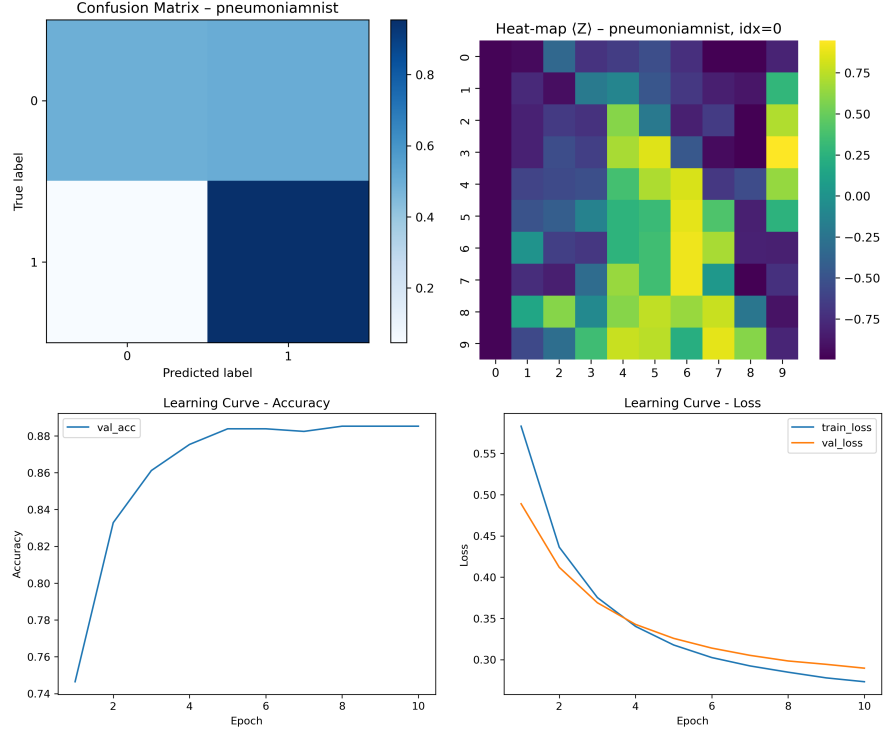 Confusion Matrix – pneumoniamnist
True label
0
1
0 1
Predicted label
0.8
0.6
0.4
0.2
Heat-map ⟨Z⟩ – pneumoniamnist, idx=0
0
1
2
3
4
5
6
7
8
9
0 1 2 3 4 5 6 7 8 9
0.75
0.50
0.25
0.00
−0.25
−0.50
−0.75
Learning Curve - Accuracy
val_acc
Accuracy
0.88
0.86
0.84
0.82
0.80
0.78
0.76
0.74
2 4 6 8 10
Epoch
Learning Curve - Loss
train_loss
val_loss
Loss
0.55
0.50
0.45
0.40
0.35
0.30
2 4 6 8 10
Epoch